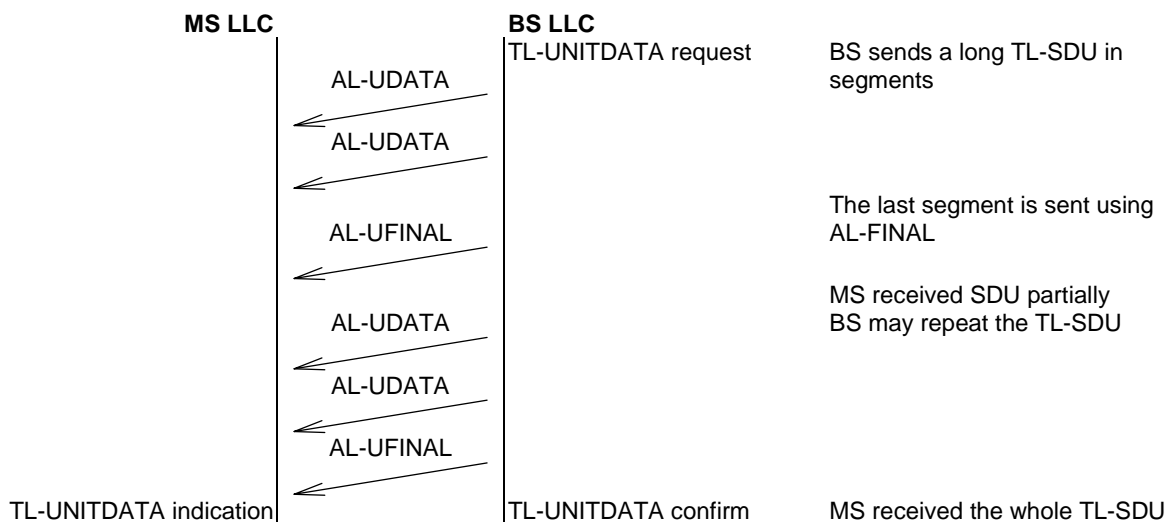 MS LLC BS LLC
TL-UNITDATA request BS sends a long TL-SDU in
segments
AL-UDATA
AL-UDATA
The last segment is sent using
AL-FINAL
AL-UFINAL
MS received SDU partially
BS may repeat the TL-SDU
AL-UDATA
AL-UDATA
AL-UFINAL
TL-UNITDATA indication TL-UNITDATA confirm MS received the whole TL-SDU